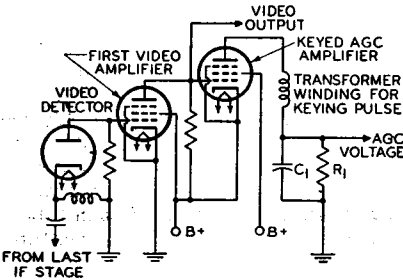 VIDEO
OUTPUT
FIRST VIDEO
AMPLIFIER
KEYED AGC
AMPLIFIER
VIDEO
DETECTOR
TRANSFORMER
WINDING FOR
KEYING PULSE
AGC
VOLTAGE
C1
R1
B+
B+
FROM LAST
IF STAGE